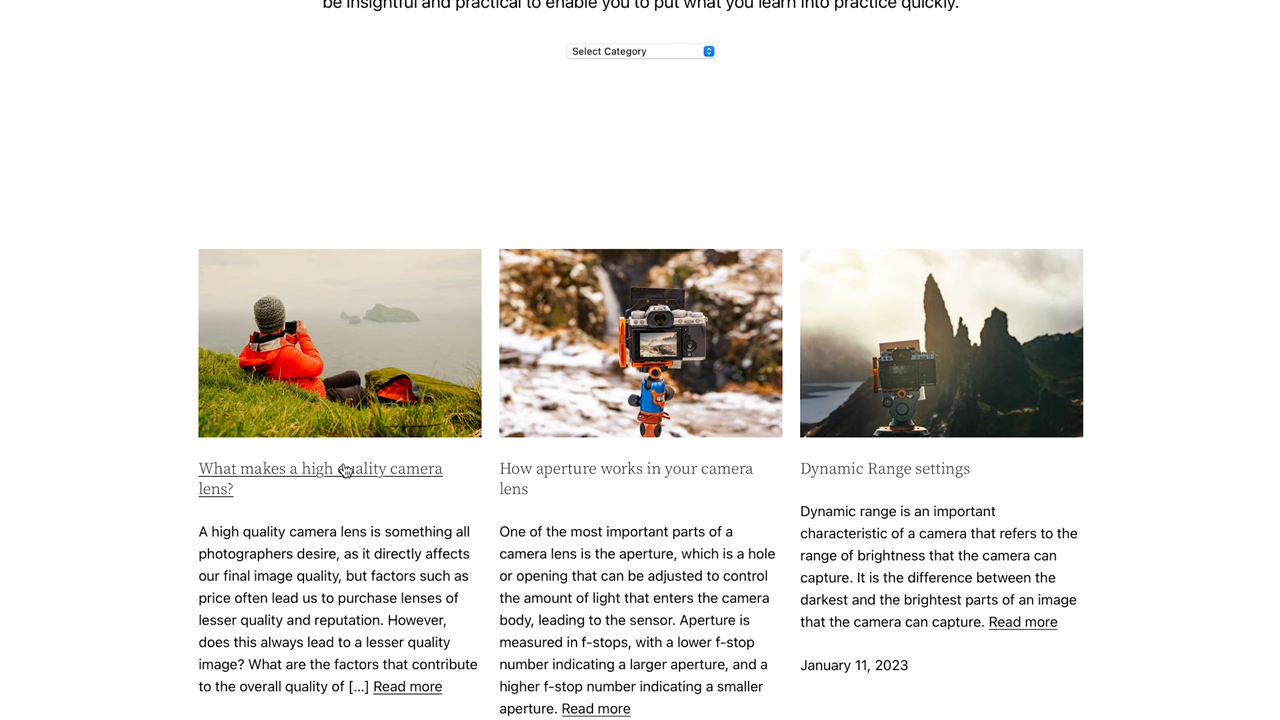 be insightful and practical to enable you to put what you learn into practice quickly.
Select Category
What makes a high quality camera
lens?
A high quality camera lens is something all
photographers desire, as it directly affects
our final image quality, but factors such as
price often lead us to purchase lenses of
lesser quality and reputation. However,
does this always lead to a lesser quality
image? What are the factors that contribute
to the overall quality of [...] Read more
How aperture works in your camera
lens
One of the most important parts of a
camera lens is the aperture, which is a hole
or opening that can be adjusted to control
the amount of light that enters the camera
body, leading to the sensor. Aperture is
measured in f-stops, with a lower f-stop
number indicating a larger aperture, and a
higher f-stop number indicating a smaller
aperture. Read more
Dynamic Range settings
Dynamic range is an important
characteristic of a camera that refers to the
range of brightness that the camera can
capture. It is the difference between the
darkest and the brightest parts of an image
that the camera can capture. Read more
January 11, 2023